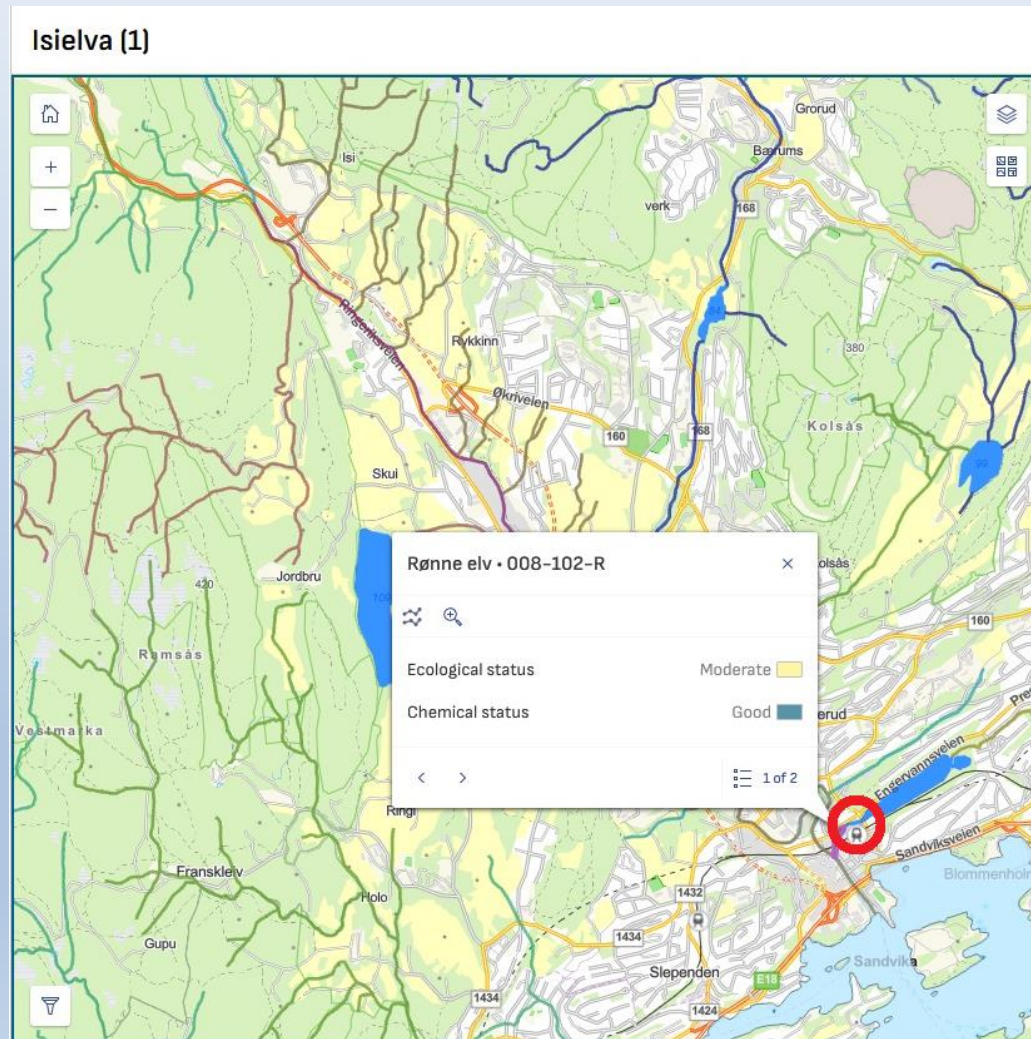 Isielva (1)
Grorud
Isi
Bærums
verk
168
Ringeriksveien
Rykkinn
380
Økriveien
Kolsås
160
168
99
Skui
Rønne elv • 008-102-R
olsås
420
Jordbru
160
Ramsås
Ecological status Moderate
Chemical status Good
erud
Vestmarka
Engervannsveien
1 of 2
Ringi
Sandviksveien
Blommenholm
Franskleiv
1432
Holo
1434
Gupu
Sandvika
Slependen
E18
1434
1424